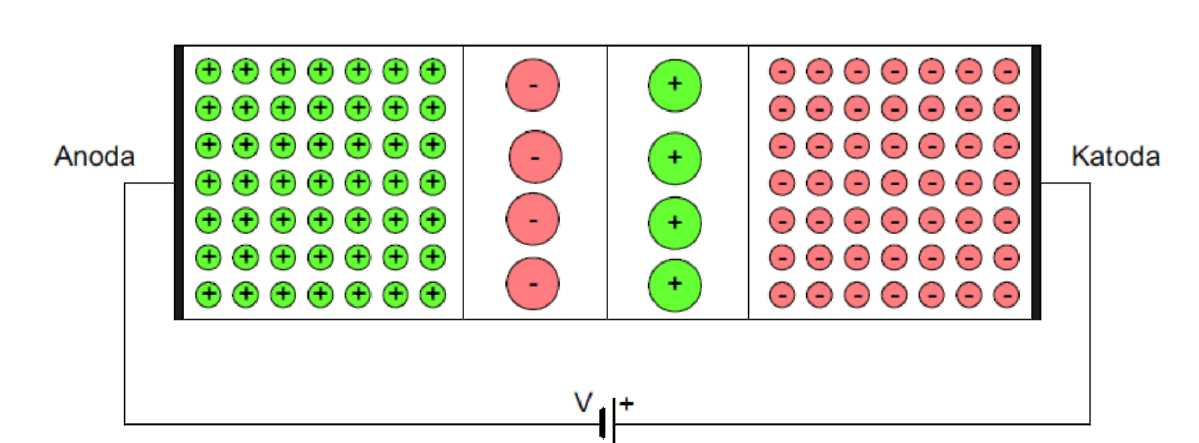 + + + + + + + - + - - - - - - -
+ + + + + + + - - - - - - -
+ + + + + + + - + - - - - - - -
Anoda
Katoda
+ + + + + + + - - - - - - -
+ + + + + + + - + - - - - - - -
+ + + + + + + - - - - - - -
+ + + + + + + - + - - - - - - -
V +